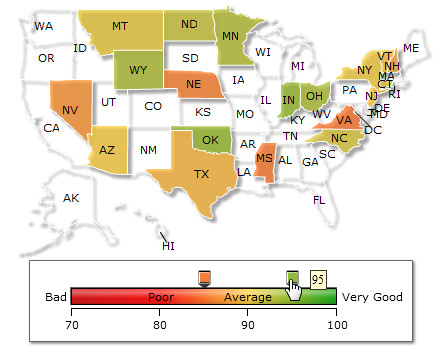 WA
MT
ND
MN
ME
ID
OR
SD
WI
VT
NH
NY
MA
WY
MI
CT
RI
NV
UT
NE
IA
PA
NJ
CO
IL
IN
OH
DE
MD
CA
KS
MO
KY
WV
VA
DC
AZ
NM
OK
AR
TN
NC
SC
TX
LA
MS
AL
GA
AK
FL
HI
95
Bad
Poor
Average
Very Good
70
80
90
100